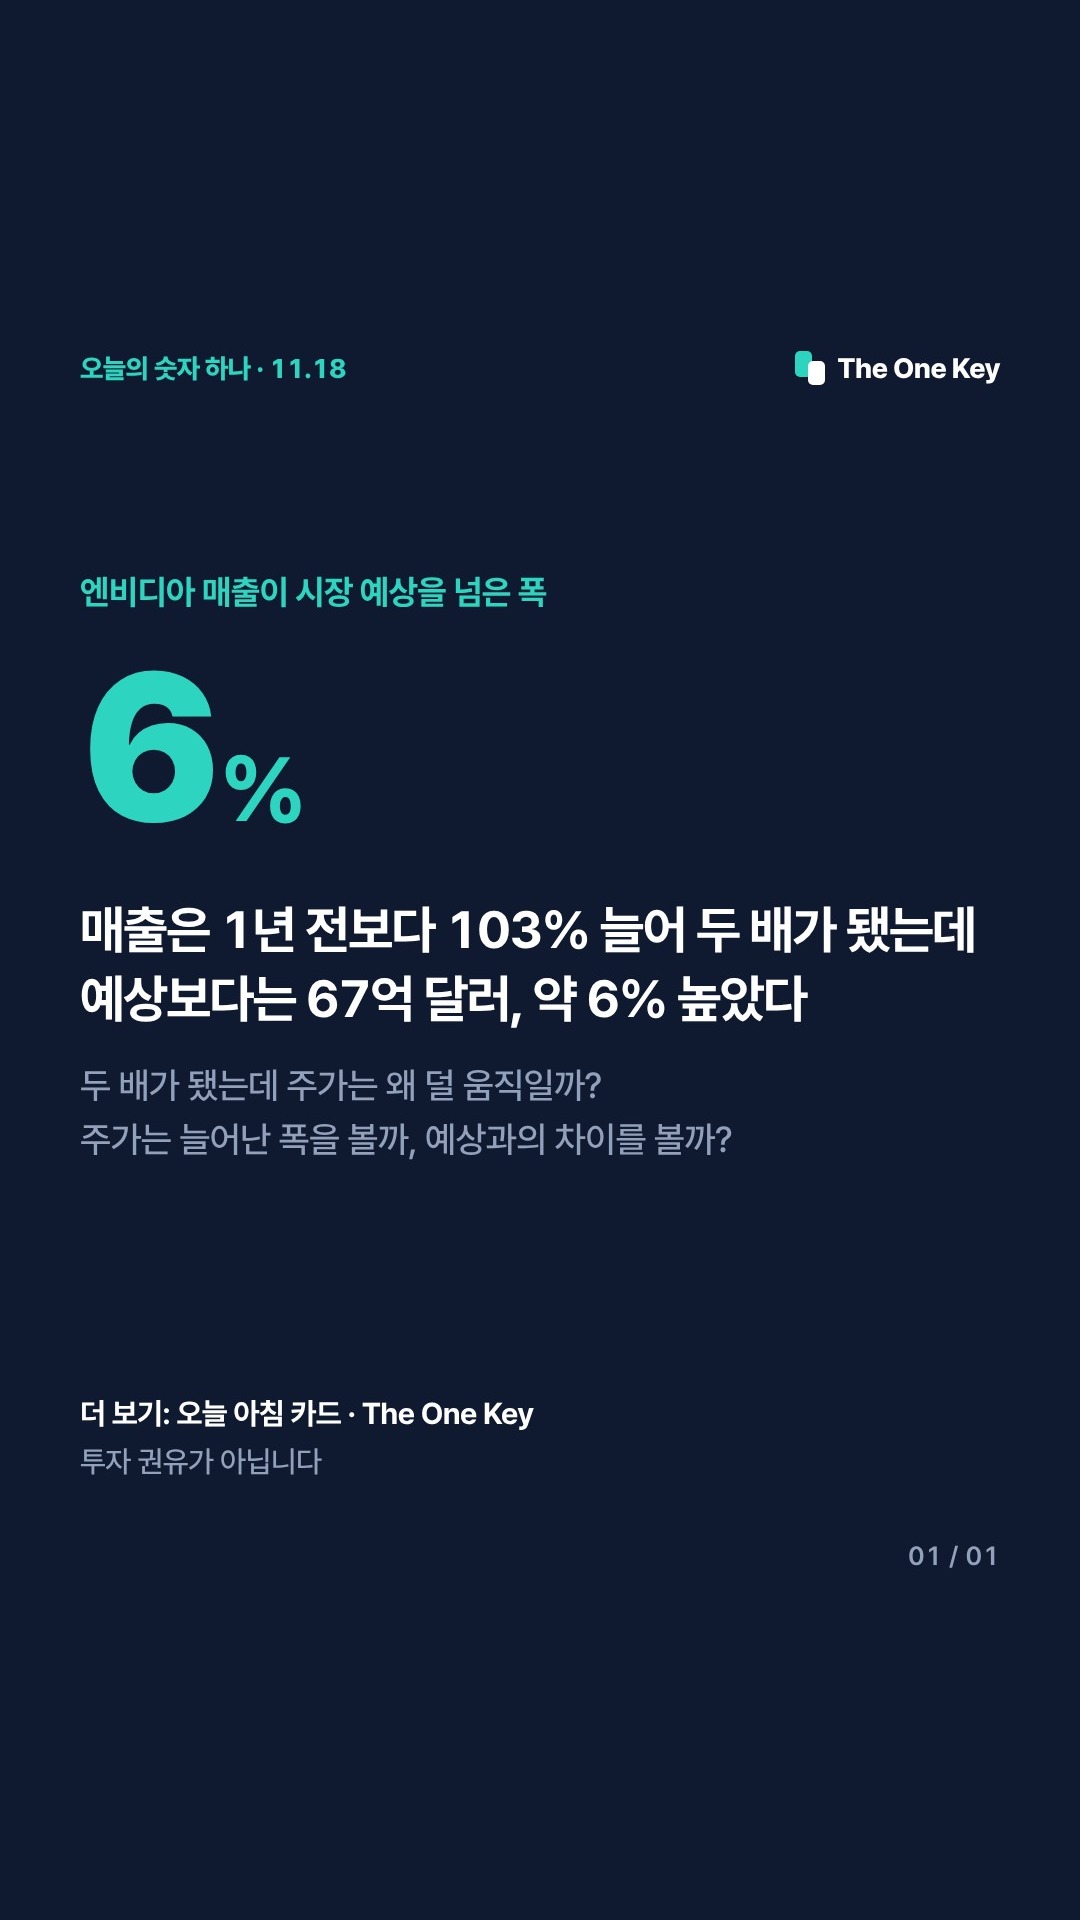 오늘의 숫자 하나 · 11.18
The One Key
엔비디아 매출이 시장 예상을 넘은 폭
6%
매출은 1년 전보다 103% 늘어 두 배가 됐는데
예상보다는 67억 달러, 약 6% 높았다
두 배가 됐는데 주가는 왜 덜 움직일까?
주가는 늘어난 폭을 볼까, 예상과의 차이를 볼까?
더 보기: 오늘 아침 카드 · The One Key
투자 권유가 아닙니다
01 / 01